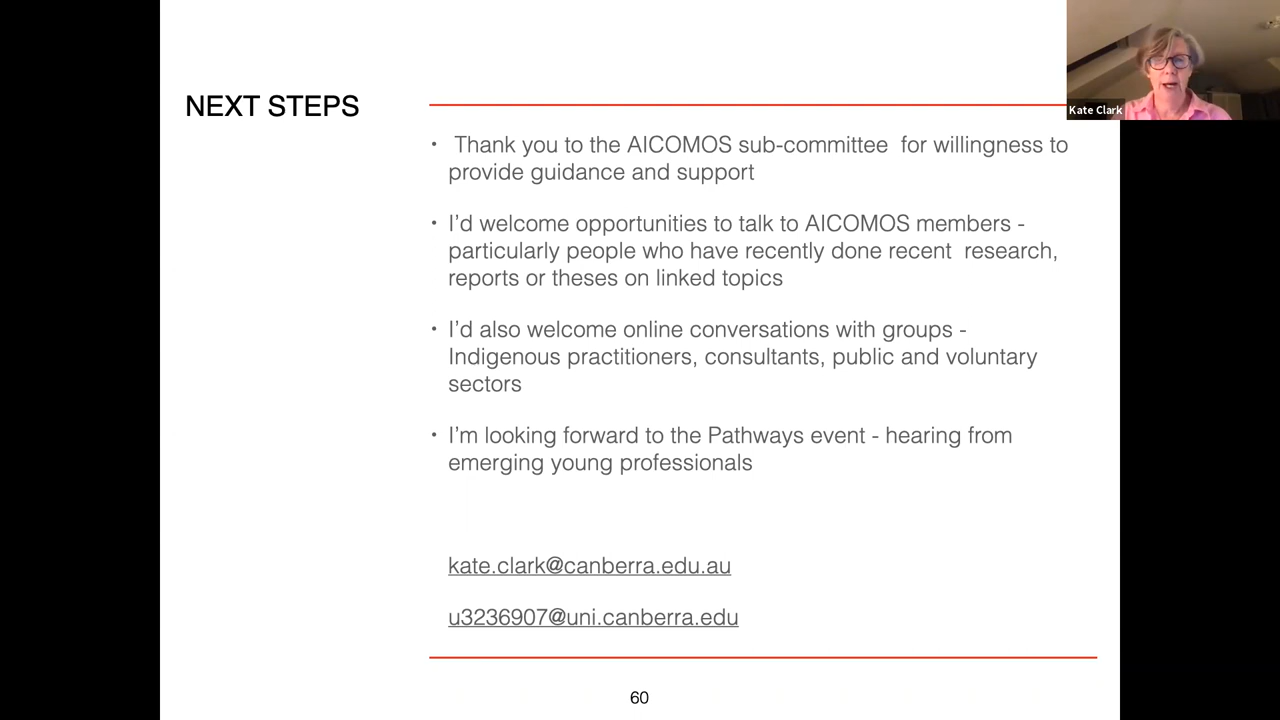 Kate Clark
NEXT STEPS
• Thank you to the AICOMOS sub-committee for willingness to
provide guidance and support
• I’d welcome opportunities to talk to AICOMOS members -
particularly people who have recently done recent research,
reports or theses on linked topics
• I’d also welcome online conversations with groups -
Indigenous practitioners, consultants, public and voluntary
sectors
• I’m looking forward to the Pathways event - hearing from
emerging young professionals
kate.clark@canberra.edu.au
u3236907@uni.canberra.edu
60